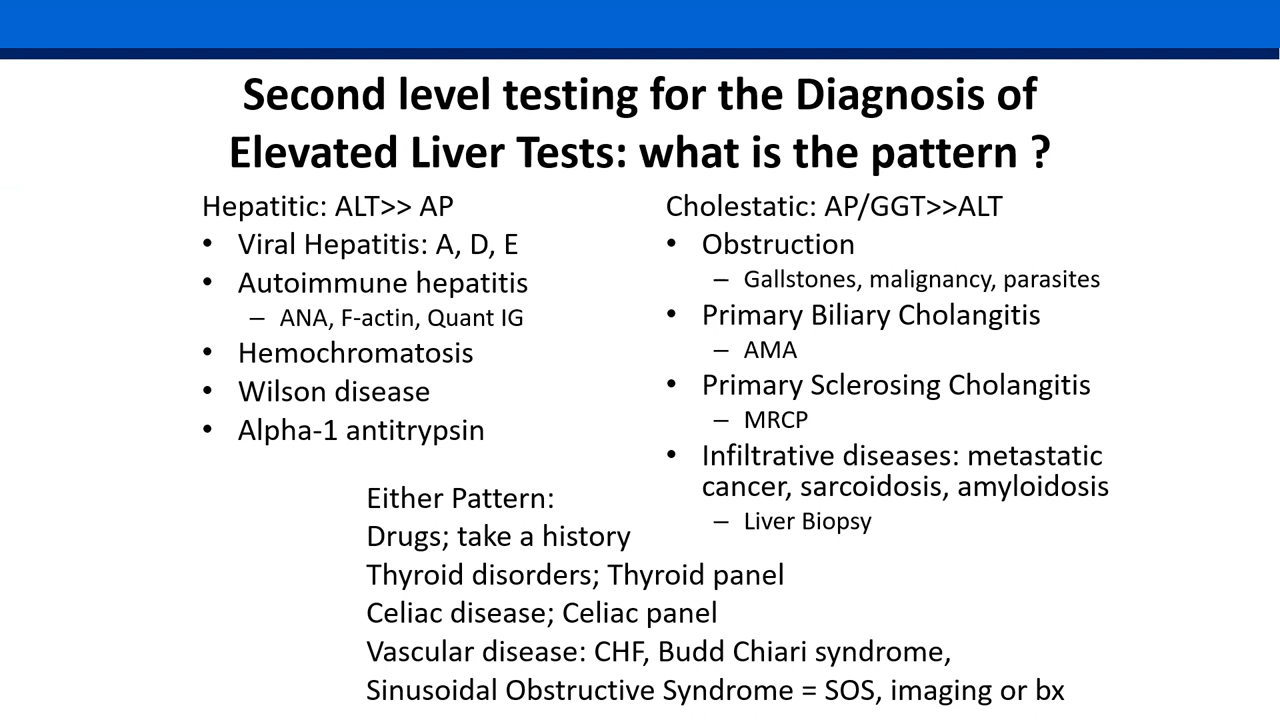 Second level testing for the Diagnosis of
Elevated Liver Tests: what is the pattern ?
Hepatitic: ALT>> AP
• Viral Hepatitis: A, D, E
• Autoimmune hepatitis
– ANA, F-actin, Quant IG
• Hemochromatosis
• Wilson disease
• Alpha-1 antitrypsin
Cholestatic: AP/GGT>>ALT
• Obstruction
– Gallstones, malignancy, parasites
• Primary Biliary Cholangitis
– AMA
• Primary Sclerosing Cholangitis
– MRCP
• Infiltrative diseases: metastatic
cancer, sarcoidosis, amyloidosis
– Liver Biopsy
Either Pattern:
Drugs; take a history
Thyroid disorders; Thyroid panel
Celiac disease; Celiac panel
Vascular disease: CHF, Budd Chiari syndrome,
Sinusoidal Obstructive Syndrome = SOS, imaging or bx